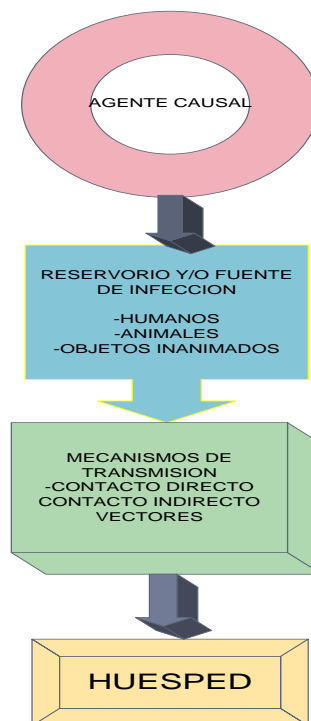 AGENTE CAUSAL
RESERVORIO Y/O FUENTE
DE INFECCION
-HUMANOS
-ANIMALES
-OBJETOS INANIMADOS
MECANISMOS DE
TRANSMISION
-CONTACTO DIRECTO
CONTACTO INDIRECTO
VECTORES
HUESPED